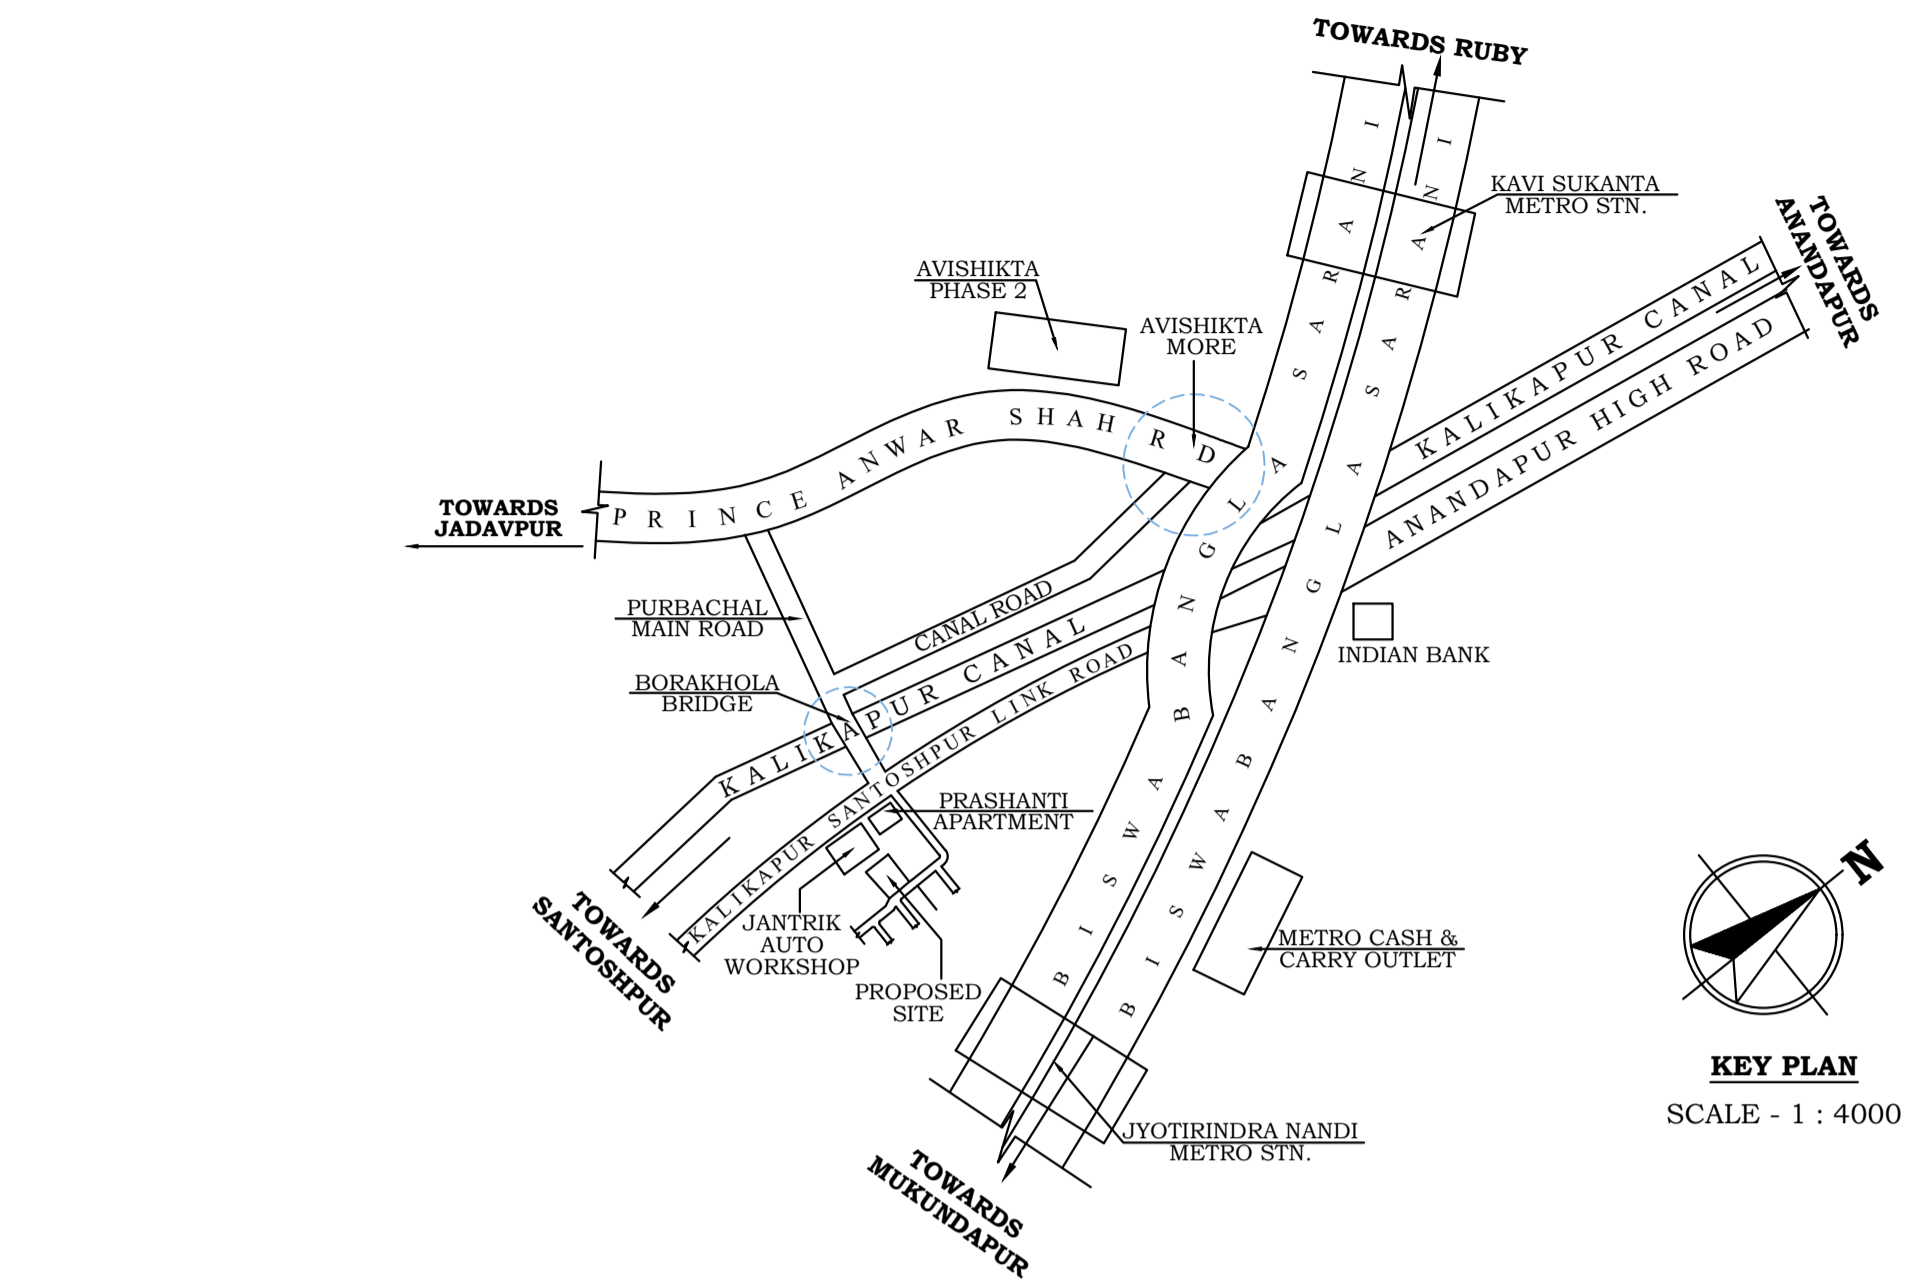 TOWARDS RUBY
BISWA BANGLA SARRANI
BISWA BANGLA SARRANI
KAVI SUKANTA
METRO STN.
TOWARDS
ANANDAPUR
AVISHIKTA
PHASE 2
AVISHIKTA
MORE
KALIKAPUR CANAL
ANANDAPUR HIGH ROAD
PRINCE ANWAR SHAH RD
TOWARDS
JADAVPUR
PURBACHAL
MAIN ROAD
CANAL ROAD
INDIAN BANK
BORAKHOLA
BRIDGE
KALIKAPUR CANAL
KALIKAPUR SANTOSHPUR LINK ROAD
PRASHANTI
APARTMENT
TOWARDS
SANTOSHPUR
JANTRIK
AUTO
WORKSHOP
PROPOSED
SITE
METRO CASH &
CARRY OUTLET
JYOTIRINDRA NANDI
METRO STN.
TOWARDS
MUKUNDAPUR
N
KEY PLAN
SCALE - 1 : 4000